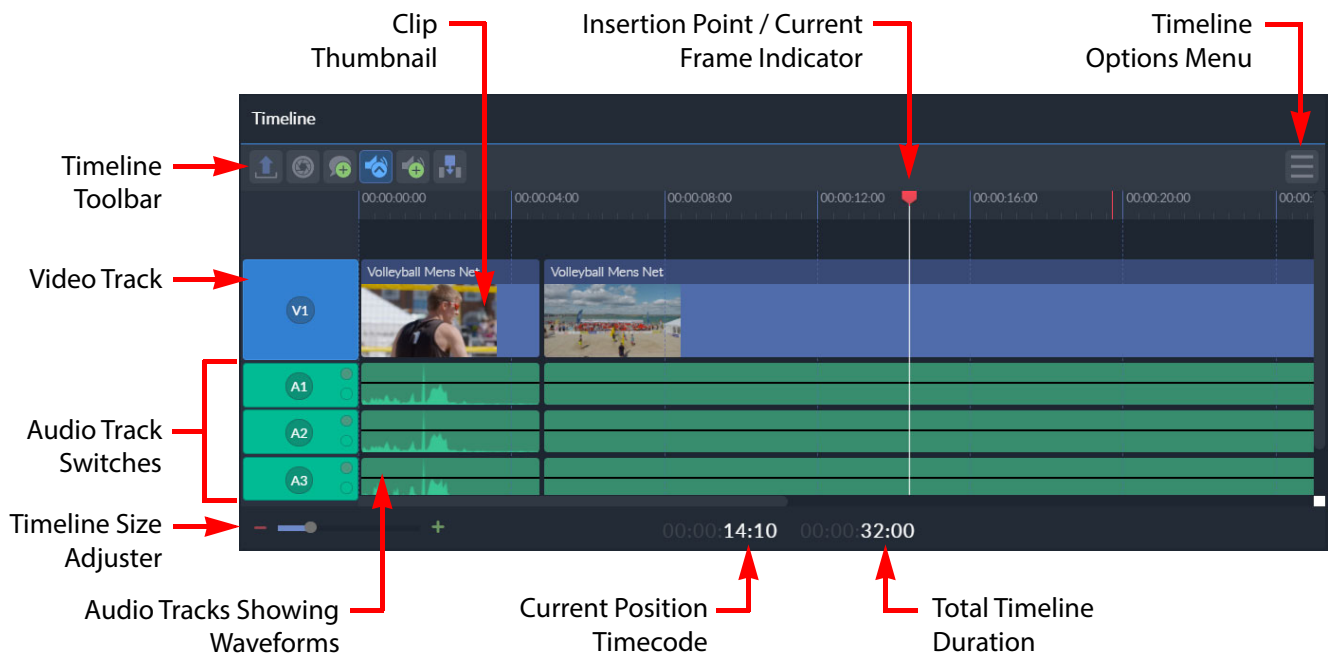 Clip
Thumbnail
Insertion Point / Current
Frame Indicator
Timeline
Options Menu
Timeline
Timeline
Toolbar
00:00:00:00
00:00:04:00
00:00:08:00
00:00:12:00
00:00:16:00
00:00:20:00
00:00:
Video Track
Volleyball Mens Net
Volleyball Mens Net
V1
A1
A2
A3
Audio Track
Switches
Timeline Size
Adjuster
00:00:14:10
00:00:32:00
Audio Tracks Showing
Waveforms
Current Position
Timecode
Total Timeline
Duration